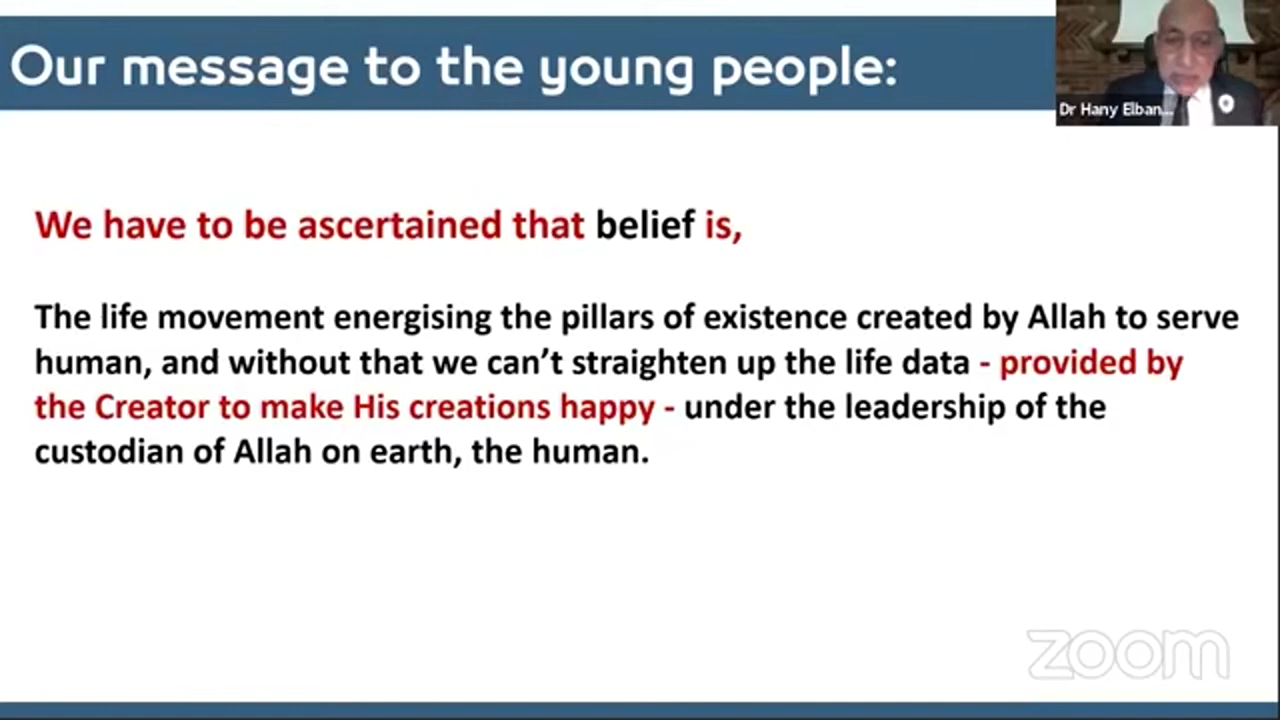 Our message to the young people:
Dr Hany Elban...
We have to be ascertained that belief is,
The life movement energising the pillars of existence created by Allah to serve
human, and without that we can’t straighten up the life data - provided by
the Creator to make His creations happy - under the leadership of the
custodian of Allah on earth, the human.
zoom